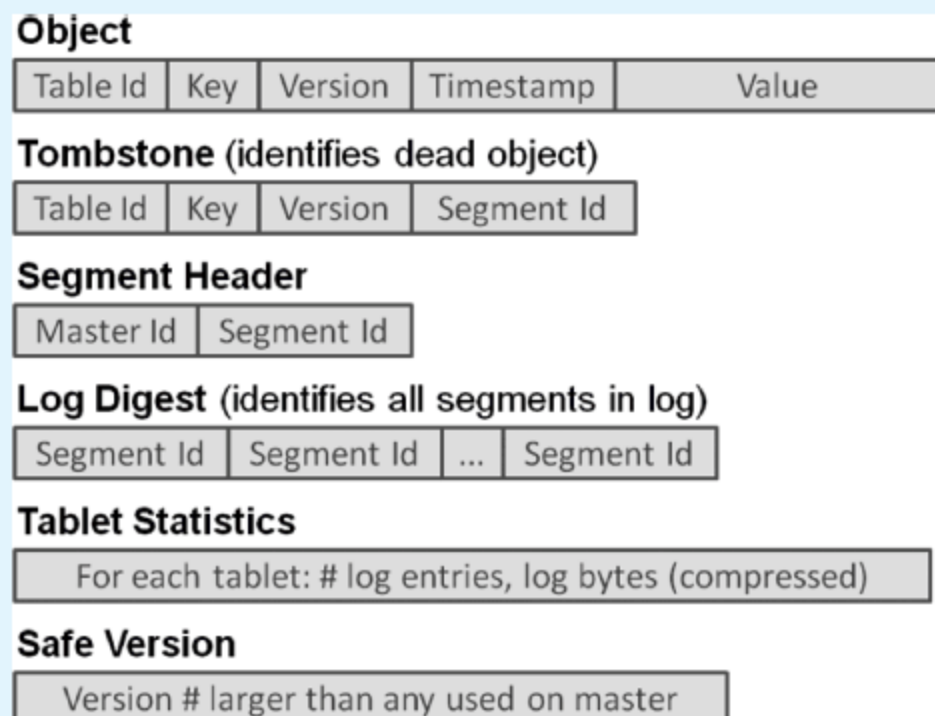 Object
Table Id Key Version Timestamp Value
Tombstone (identifies dead object)
Table Id Key Version Segment Id
Segment Header
Master Id Segment Id
Log Digest (identifies all segments in log)
Segment Id Segment Id ... Segment Id
Tablet Statistics
For each tablet: # log entries, log bytes (compressed)
Safe Version
Version # larger than any used on master